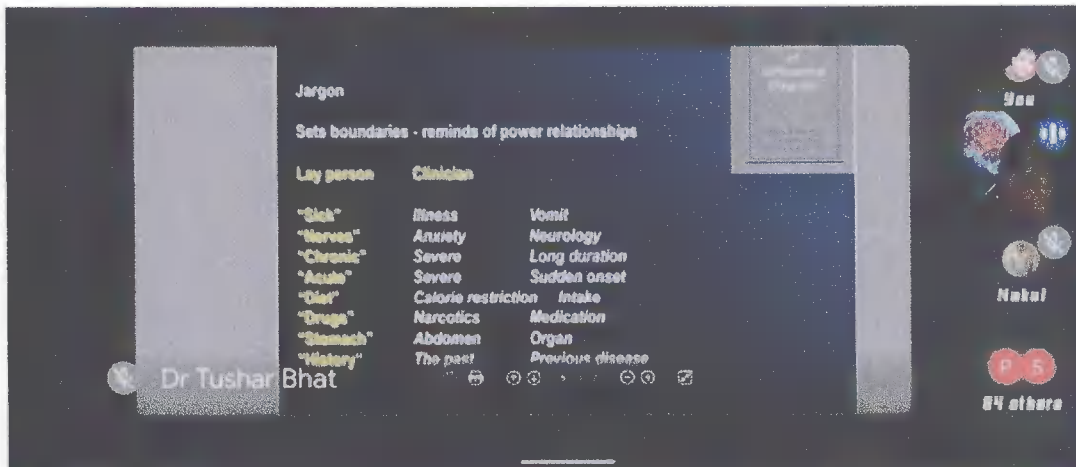 Jargon
Sets boundaries - reminds of power relationships
Lay person Clinician
"Sick" Illness Vomit
"Nerves" Anxiety Neurology
"Chronic" Severe Long duration
"Acute" Severe Sudden onset
"Diet" Calorie restriction Intake
"Drugs" Narcotics Medication
"Stomach" Abdomen Organ
"History" The past Previous disease
Dr Tushar Bhat
You
Nakul
P S
84 others